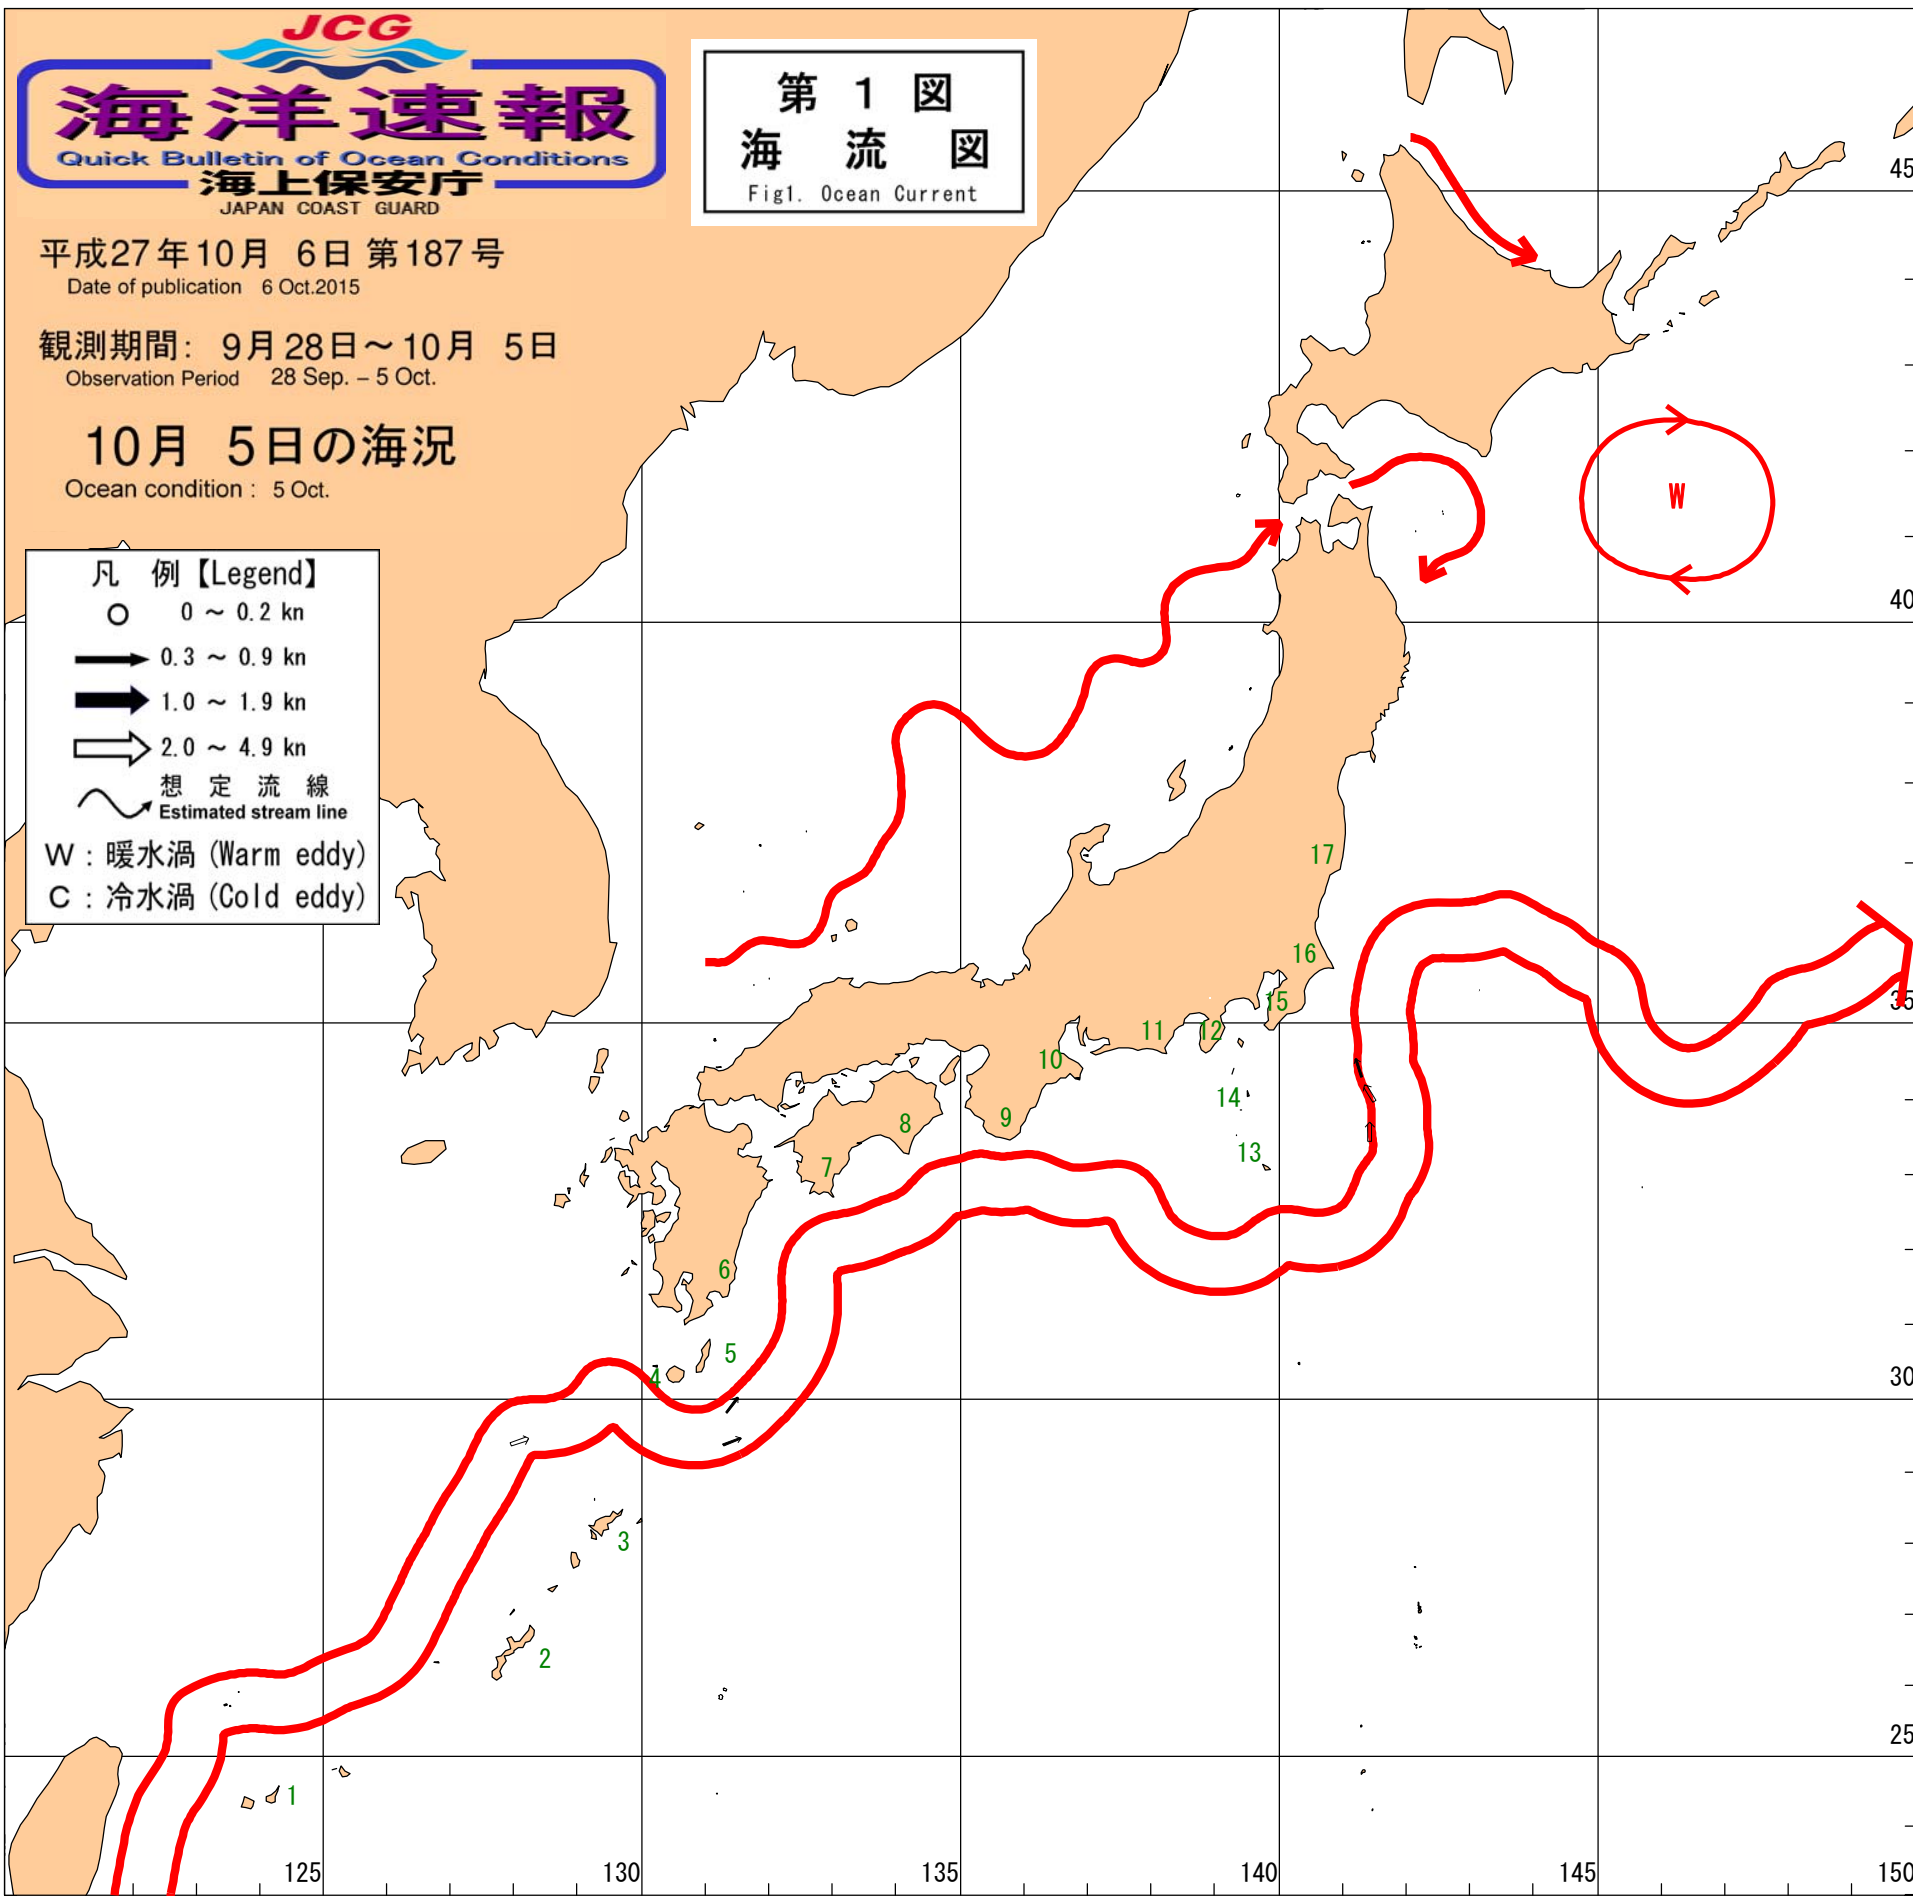 JCG
海洋速報
Quick Bulletin of Ocean Conditions
海上保安庁
JAPAN COAST GUARD
平成27年10月 6日 第187号
Date of publication 6 Oct.2015
観測期間: 9月28日～10月 5日
Observation Period 28 Sep. – 5 Oct.
10月 5日の海況
Ocean condition : 5 Oct.
第 1 図
海 流 図
Fig1. Ocean Current
凡 例【Legend】
0 ～ 0.2 kn
0.3 ～ 0.9 kn
1.0 ～ 1.9 kn
2.0 ～ 4.9 kn
想 定 流 線
Estimated stream line
W : 暖水渦 (Warm eddy)
C : 冷水渦 (Cold eddy)
45
W
40
17
16
35
15
12
11
10
14
9
8
13
7
6
5
4
30
3
2
25
1
125
130
135
140
145
150